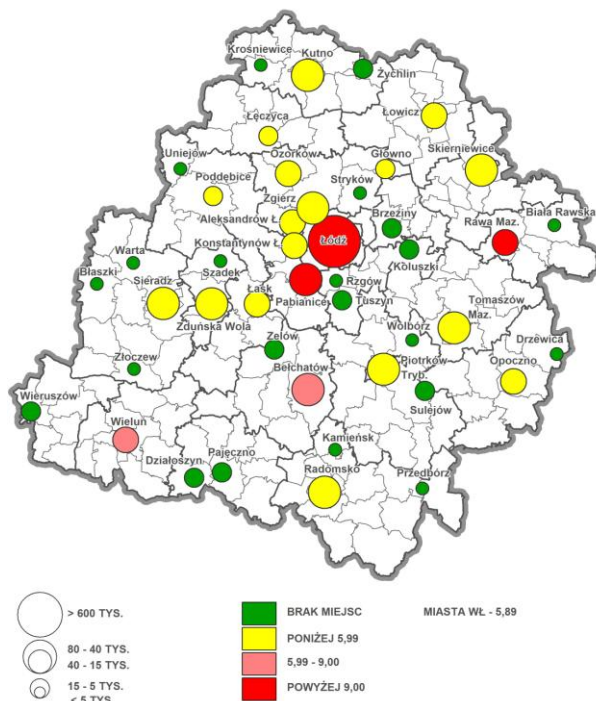 Krośniewice
Kutno
Żychlin
Łęczyca
Łowicz
Uniejów
Ozorków
Główno
Skierniewice
Poddębice
Stryków
Zgierz
Aleksandrów Ł.
Brzeziny
Rawa Maz.
Biała Rawska
Łódź
Warta
Konstantynów Ł.
Koluszki
Błaszki
Szadek
Sieradz
Łask
Pabianice
Rzgów
Tuszyn
Tomaszów
Maz.
Zduńska Wola
Wolbórz
Drzewica
Zelów
Złoczew
Bełchatów
Piotrków
Tryb.
Opoczno
Wieruszów
Sulejów
Wieluń
Kamieńsk
Działoszyn
Pajęczno
Radomsko
Przedbórz
> 600 TYS.
80 - 40 TYS.
40 - 15 TYS.
15 - 5 TYS.
< 5 TYS.
BRAK MIEJSC
PONIŻEJ 5,99
5,99 - 9,00
POWYŻEJ 9,00
MIASTA WŁ - 5,89